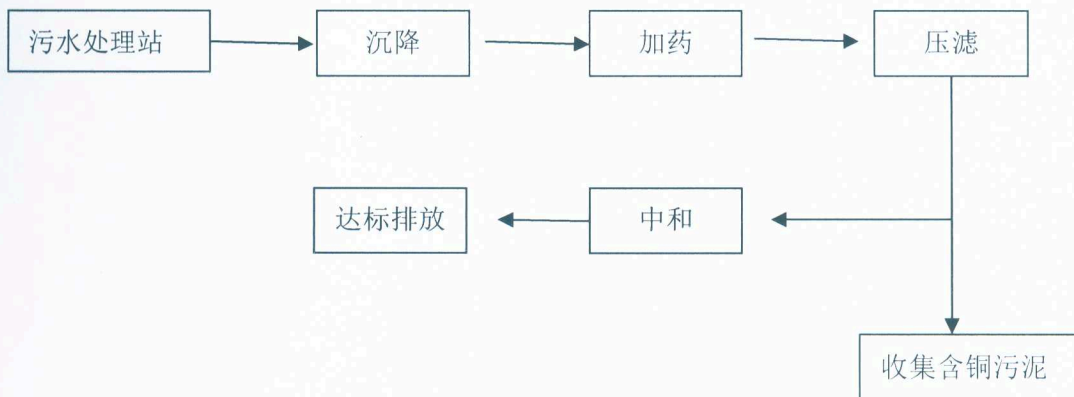 污水处理站
沉降
加药
压滤
达标排放
中和
收集含铜污泥